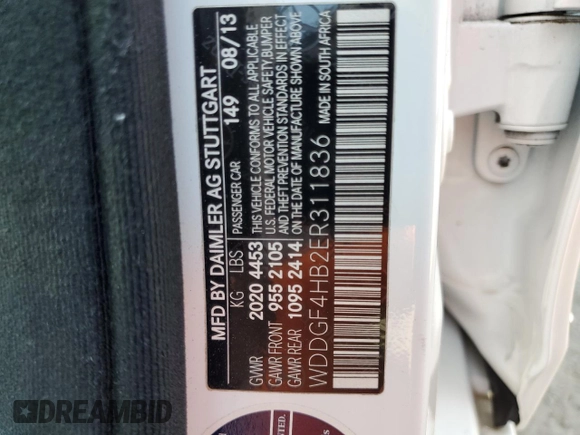 MFD BY DAIMLER AG STUTTGART
KG LBS PASSENGER CAR 149 08/13
GVWR 2020 4453 THIS VEHICLE CONFORMS TO ALL APPLICABLE
GAWR FRONT 955 2105 U.S. FEDERAL MOTOR VEHICLE SAFETY, BUMPER
GAWR REAR 1095 2414 AND THEFT PREVENTION STANDARDS IN EFFECT
ON THE DATE OF MANUFACTURE SHOWN ABOVE
WDDGF4HB2ER311836 MADE IN SOUTH AFRICA
DREAMBID